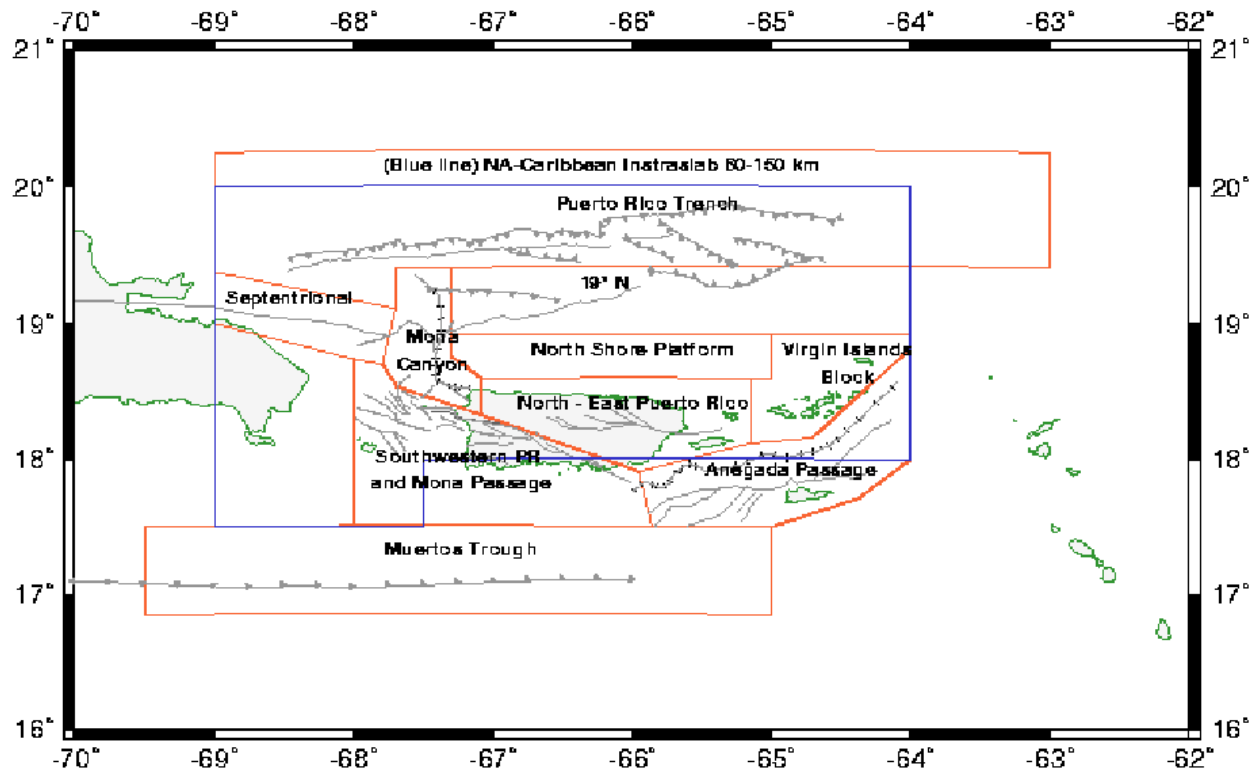 -70° -69° -68° -67° -66° -65° -64° -63° -62°
21° 21°
(Blue line) NA-Caribbean Instraslab 60-150 km
20° 20°
Puerto Rico Trench
19° N
Septentrional
19° 19°
Mona
Canyon
North Shore Platform
Virgin Islands
Block
North - East Puerto Rico
18° 18°
Southwestern PR
and Mona Passage
Anegada Passage
Muertos Trough
17° 17°
16° 16°
-70° -69° -68° -67° -66° -65° -64° -63° -62°